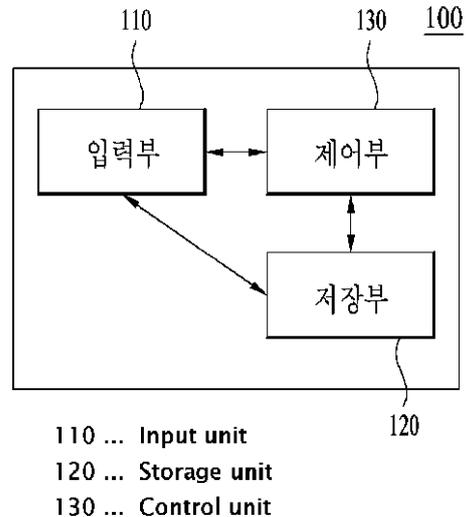 110 130 100
입력부 제어부
저장부
120
110 ... Input unit
120 ... Storage unit
130 ... Control unit